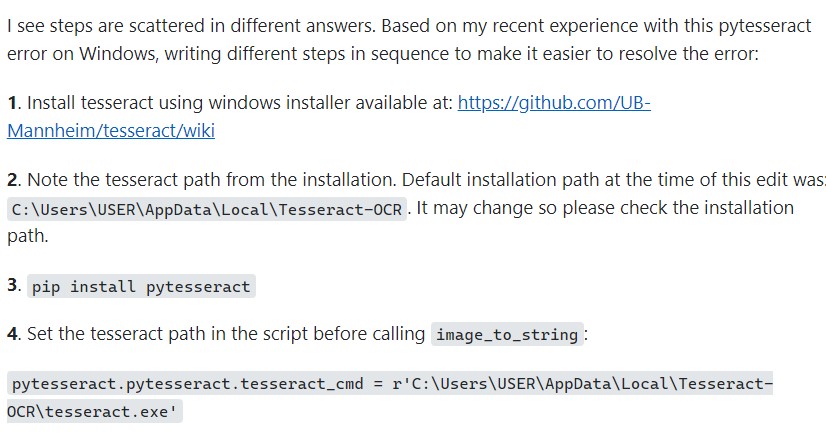 I see steps are scattered in different answers. Based on my recent experience with this pytesseract
error on Windows, writing different steps in sequence to make it easier to resolve the error:
1. Install tesseract using windows installer available at: https://github.com/UB-
Mannheim/tesseract/wiki
2. Note the tesseract path from the installation. Default installation path at the time of this edit was:
C:\Users\USER\AppData\Local\Tesseract-OCR. It may change so please check the installation
path.
3. pip install pytesseract
4. Set the tesseract path in the script before calling image_to_string:
pytesseract.pytesseract.tesseract_cmd = r'C:\Users\USER\AppData\Local\Tesseract-
OCR\tesseract.exe'